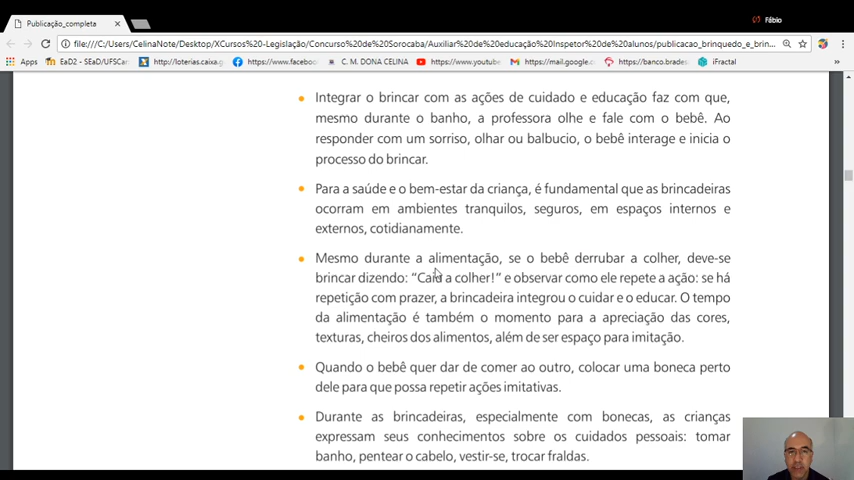 Publicação_completa
Fábio
file:///C:/Users/CelinaNote/Desktop/XCursos%20-Legislação/Concurso%20de%20Sorocaba/Auxiliar%20de%20educação%20Inspetor%20de%20alunos/publicacao_brinquedo_e_brin...
Apps
EaD2 - SEaD/UFSCar
http://loterias.caixa.g
https://www.faceboo
C. M. DONA CELINA
https://www.youtube
https://mail.google.c
https://banco.brades
iFractal
»
• Integrar o brincar com as ações de cuidado e educação faz com que,
mesmo durante o banho, a professora olhe e fale com o bebê. Ao
responder com um sorriso, olhar ou balbucio, o bebê interage e inicia o
processo do brincar.
• Para a saúde e o bem-estar da criança, é fundamental que as brincadeiras
ocorram em ambientes tranquilos, seguros, em espaços internos e
externos, cotidianamente.
• Mesmo durante a alimentação, se o bebê derrubar a colher, deve-se
brincar dizendo: “Caiu a colher!” e observar como ele repete a ação: se há
repetição com prazer, a brincadeira integrou o cuidar e o educar. O tempo
da alimentação é também o momento para a apreciação das cores,
texturas, cheiros dos alimentos, além de ser espaço para imitação.
• Quando o bebê quer dar de comer ao outro, colocar uma boneca perto
dele para que possa repetir ações imitativas.
• Durante as brincadeiras, especialmente com bonecas, as crianças
expressam seus conhecimentos sobre os cuidados pessoais: tomar
banho, pentear o cabelo, vestir-se, trocar fraldas.